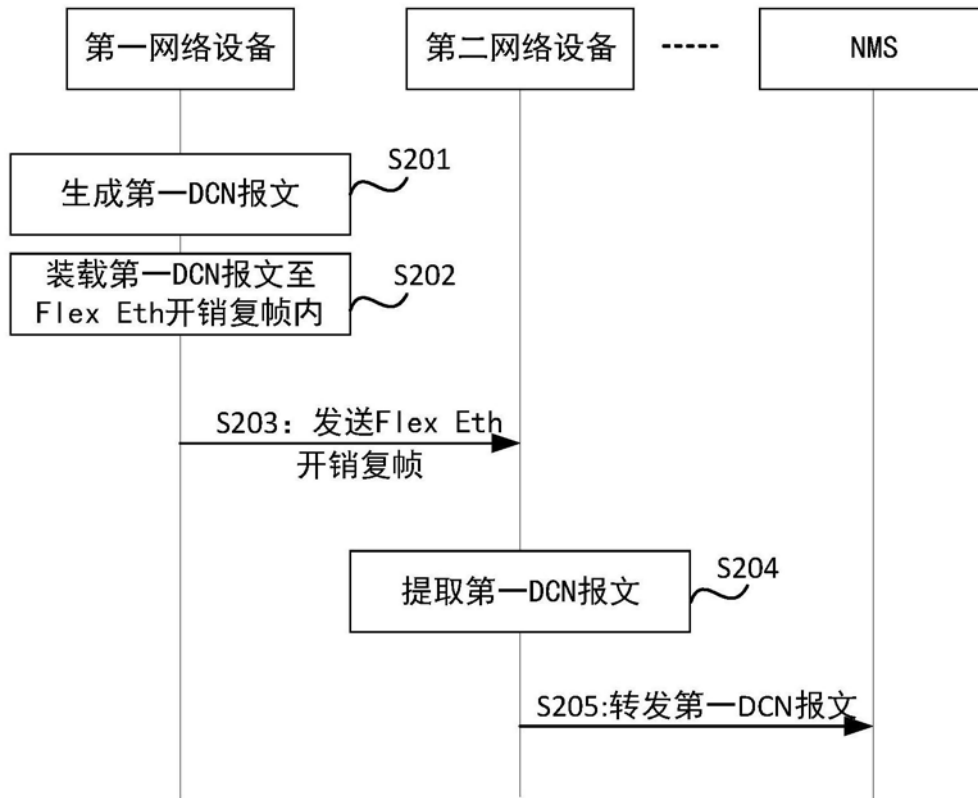 第一网络设备
第二网络设备
NMS
S201
生成第一DCN报文
装载第一DCN报文至
Flex Eth开销复帧内
S202
S203：发送Flex Eth
开销复帧
提取第一DCN报文
S204
S205:转发第一DCN报文